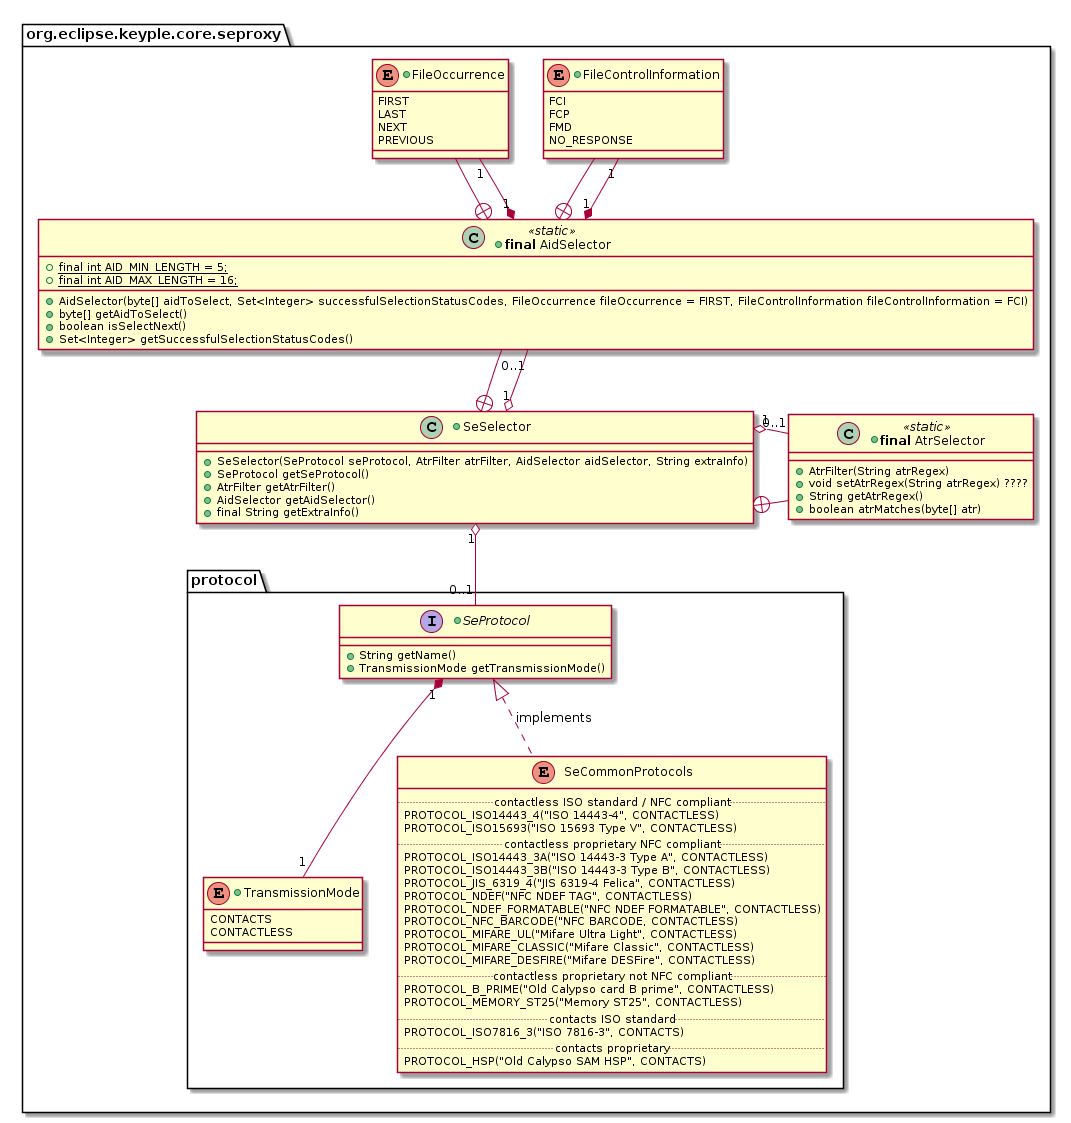 org.eclipse.keyple.core.seproxy
E FileOccurrence
FIRST
LAST
NEXT
PREVIOUS
E FileControlInformation
FCI
FCP
FMD
NO_RESPONSE
1
1
1
1
«static»
C final AidSelector
final int AID_MIN_LENGTH = 5;
final int AID_MAX_LENGTH = 16;
AidSelector(byte[] aidToSelect, Set<Integer> successfulSelectionStatusCodes, FileOccurrence fileOccurrence = FIRST, FileControlInformation fileControlInformation = FCI)
byte[] getAidToSelect()
boolean isSelectNext()
Set<Integer> getSuccessfulSelectionStatusCodes()
0..1
1
C SeSelector
SeSelector(SeProtocol seProtocol, AtrFilter atrFilter, AidSelector aidSelector, String extraInfo)
SeProtocol getSeProtocol()
AtrFilter getAtrFilter()
AidSelector getAidSelector()
final String getExtraInfo()
1
0..1
«static»
C final AtrSelector
AtrFilter(String atrRegex)
void setAtrRegex(String atrRegex) ????
String getAtrRegex()
boolean atrMatches(byte[] atr)
1
0..1
protocol
I SeProtocol
String getName()
TransmissionMode getTransmissionMode()
1
implements
1
E TransmissionMode
CONTACTS
CONTACTLESS
E SeCommonProtocols
contactless ISO standard / NFC compliant
PROTOCOL_ISO14443_4("ISO 14443-4", CONTACTLESS)
PROTOCOL_ISO15693("ISO 15693 Type V", CONTACTLESS)
contactless proprietary NFC compliant
PROTOCOL_ISO14443_3A("ISO 14443-3 Type A", CONTACTLESS)
PROTOCOL_ISO14443_3B("ISO 14443-3 Type B", CONTACTLESS)
PROTOCOL_JIS_6319_4("JIS 6319-4 Felica", CONTACTLESS)
PROTOCOL_NDEF("NFC NDEF TAG", CONTACTLESS)
PROTOCOL_NDEF_FORMATABLE("NFC NDEF FORMATABLE", CONTACTLESS)
PROTOCOL_NFC_BARCODE("NFC BARCODE, CONTACTLESS)
PROTOCOL_MIFARE_UL("Mifare Ultra Light", CONTACTLESS)
PROTOCOL_MIFARE_CLASSIC("Mifare Classic", CONTACTLESS)
PROTOCOL_MIFARE_DESFIRE("Mifare DESFire", CONTACTLESS)
contactless proprietary not NFC compliant
PROTOCOL_B_PRIME("Old Calypso card B prime", CONTACTLESS)
PROTOCOL_MEMORY_ST25("Memory ST25", CONTACTLESS)
contacts ISO standard
PROTOCOL_ISO7816_3("ISO 7816-3", CONTACTS)
contacts proprietary
PROTOCOL_HSP("Old Calypso SAM HSP", CONTACTS)